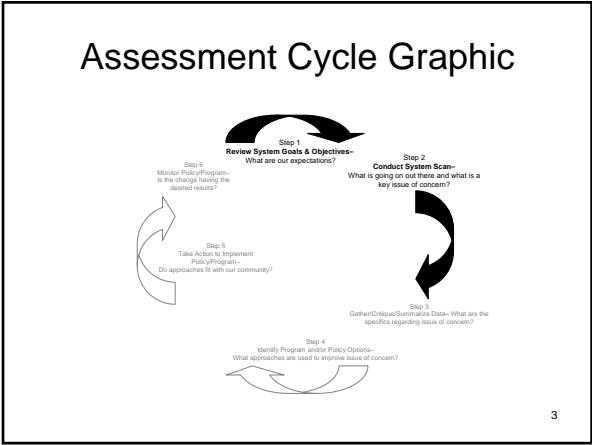 Assessment Cycle Graphic
Step 1
Review System Goals & Objectives–
What are our expectations?
Step 2
Conduct System Scan–
What is going on out there and what is a
key issue of concern?
Step 3
Gather/Critique/Summarize Data– What are the
specifics regarding issue of concern?
Step 4
Identify Program and/or Policy Options–
What approaches are used to improve issue of concern?
Step 5
Take Action to Implement
Policy/Program–
Do approaches fit with our community?
Step 6
Monitor Policy/Program–
Is the change having the
desired results?
3